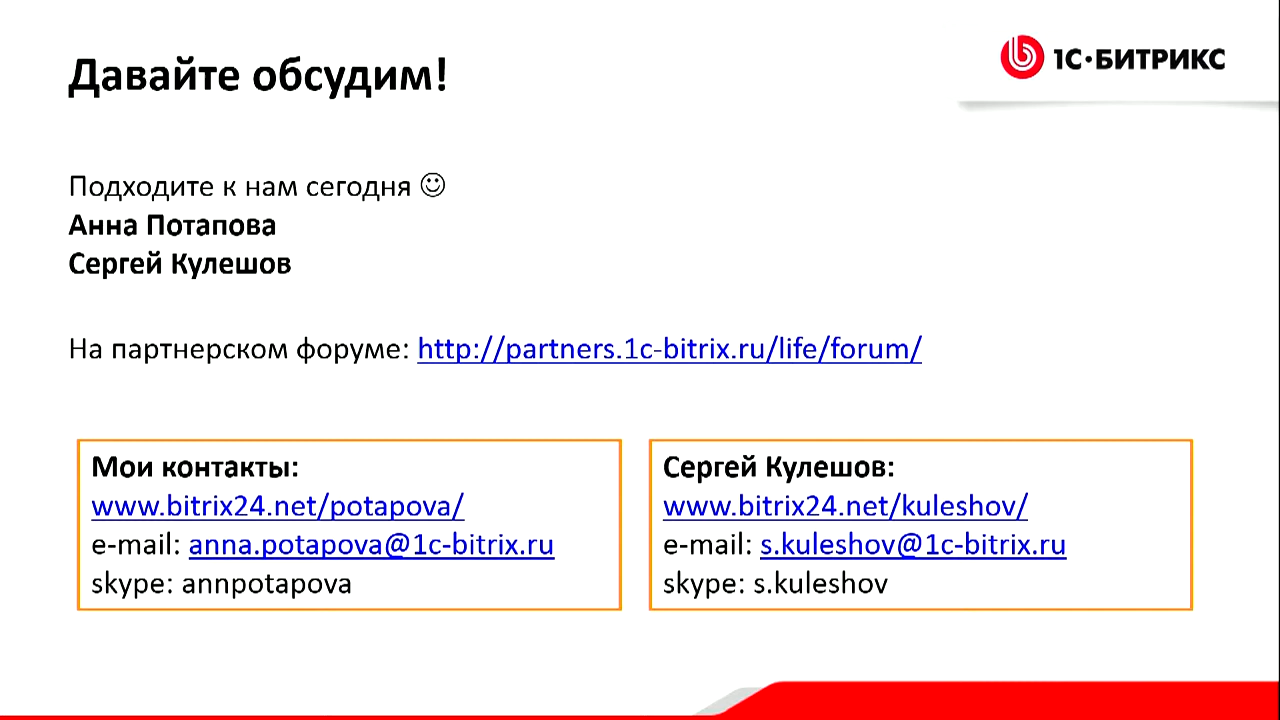 Давайте обсудим!
1С·БИТРИКС
Подходите к нам сегодня ☺
Анна Потапова
Сергей Кулешов
На партнерском форуме: http://partners.1c-bitrix.ru/life/forum/
Мои контакты:
www.bitrix24.net/potapova/
e-mail: anna.potapova@1c-bitrix.ru
skype: annpotapova
Сергей Кулешов:
www.bitrix24.net/kuleshov/
e-mail: s.kuleshov@1c-bitrix.ru
skype: s.kuleshov